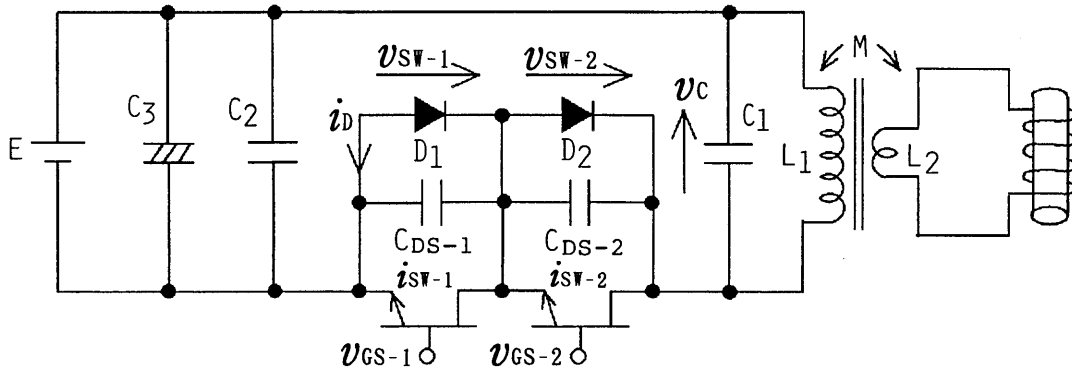 M
vSW-1 vSW-2
C3 C2 iD vC C1
E D1 D2 L1 L2
CDS-1 CDS-2
iSW-1 iSW-2
vGS-1 vGS-2